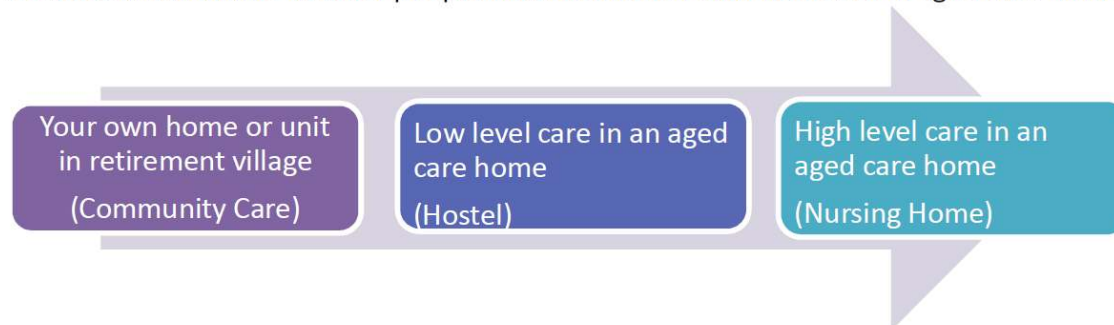 Your own home or unit
in retirement village
(Community Care)
Low level care in an aged
care home
(Hostel)
High level care in an
aged care home
(Nursing Home)